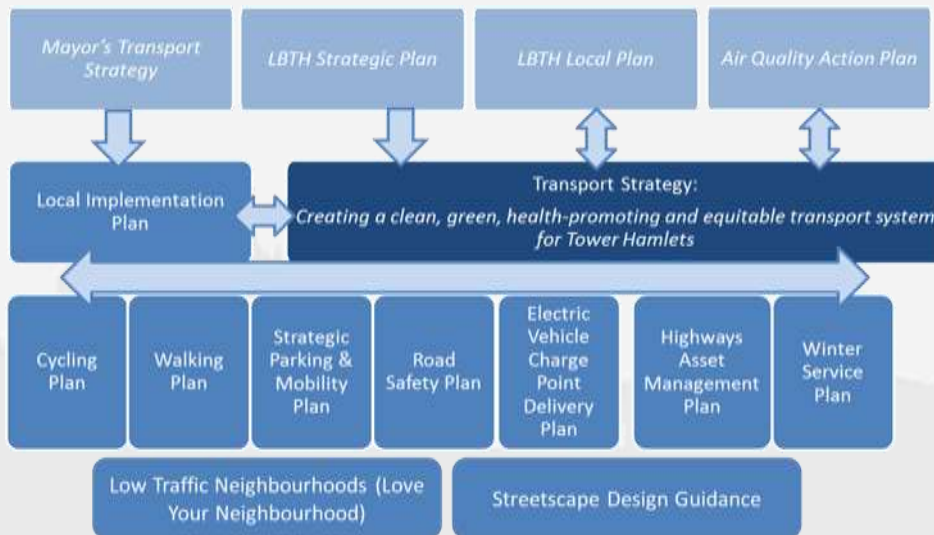 Mayor's Transport
Strategy
LBTH Strategic Plan
LBTH Local Plan
Air Quality Action Plan
Local Implementation
Plan
Transport Strategy:
Creating a clean, green, health-promoting and equitable transport system
for Tower Hamlets
Cycling
Plan
Walking
Plan
Strategic
Parking &
Mobility
Plan
Road
Safety Plan
Electric
Vehicle
Charge
Point
Delivery
Plan
Highways
Asset
Management
Plan
Winter
Service
Plan
Low Traffic Neighbourhoods (Love
Your Neighbourhood)
Streetscape Design Guidance